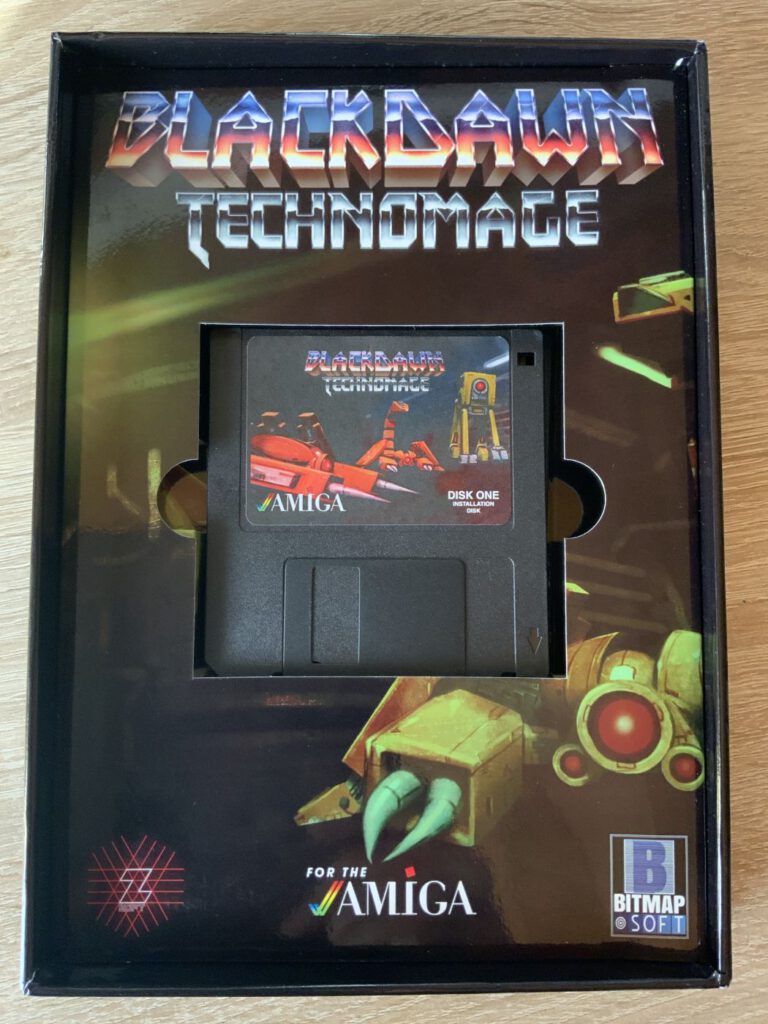 BLACKDAWN
TECHNOMAGE
BLACKDAWN
TECHNOMAGE
AMIGA
DISK ONE
INSTALLATION
DISK
Z
FOR THE
AMIGA
B
BITMAP
SOFT